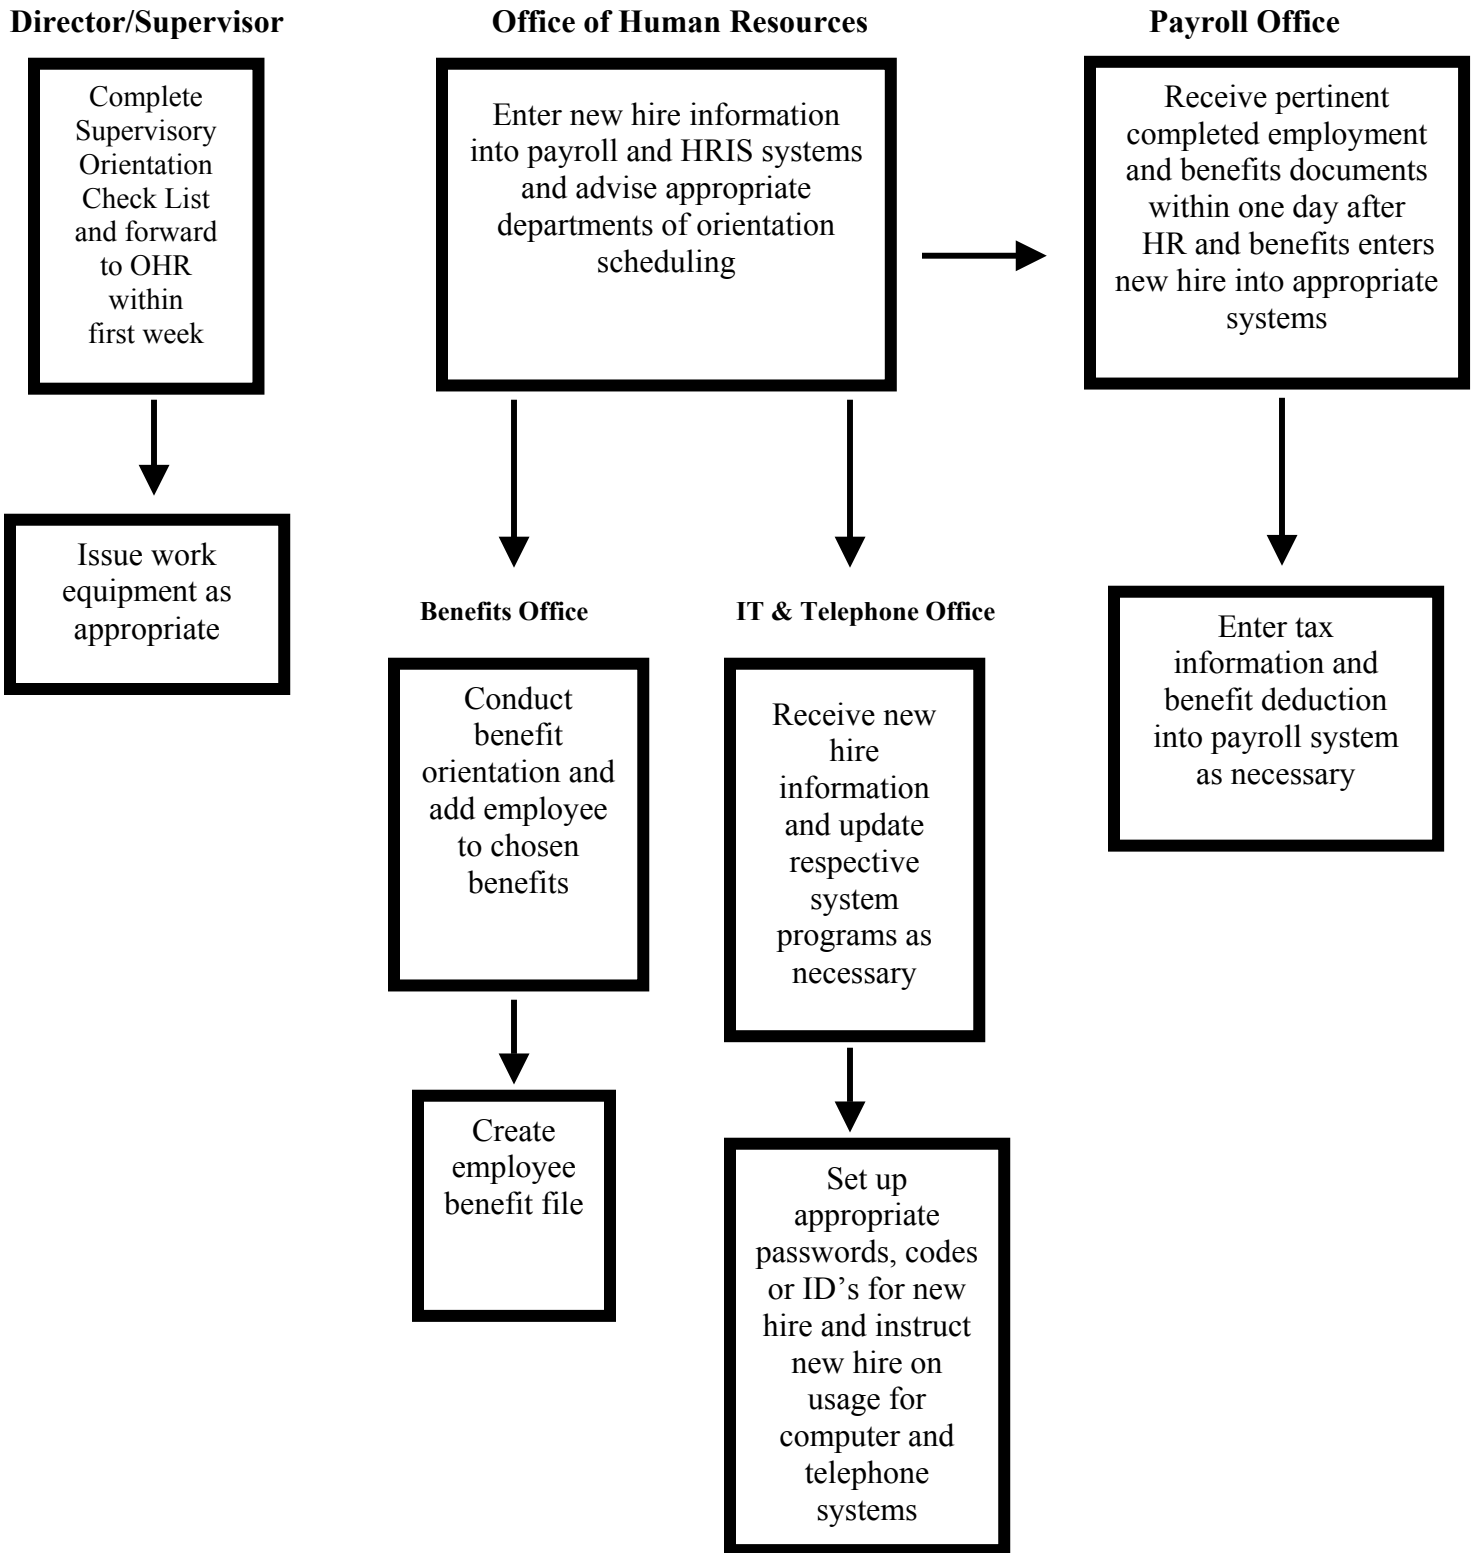 Director/Supervisor
Office of Human Resources
Payroll Office
Complete
Supervisory
Orientation
Check List
and forward
to OHR
within
first week
Enter new hire information
into payroll and HRIS systems
and advise appropriate
departments of orientation
scheduling
Receive pertinent
completed employment
and benefits documents
within one day after
HR and benefits enters
new hire into appropriate
systems
Issue work
equipment as
appropriate
Benefits Office
IT & Telephone Office
Enter tax
information and
benefit deduction
into payroll system
as necessary
Conduct
benefit
orientation and
add employee
to chosen
benefits
Receive new
hire
information
and update
respective
system
programs as
necessary
Create
employee
benefit file
Set up
appropriate
passwords, codes
or ID’s for new
hire and instruct
new hire on
usage for
computer and
telephone
systems